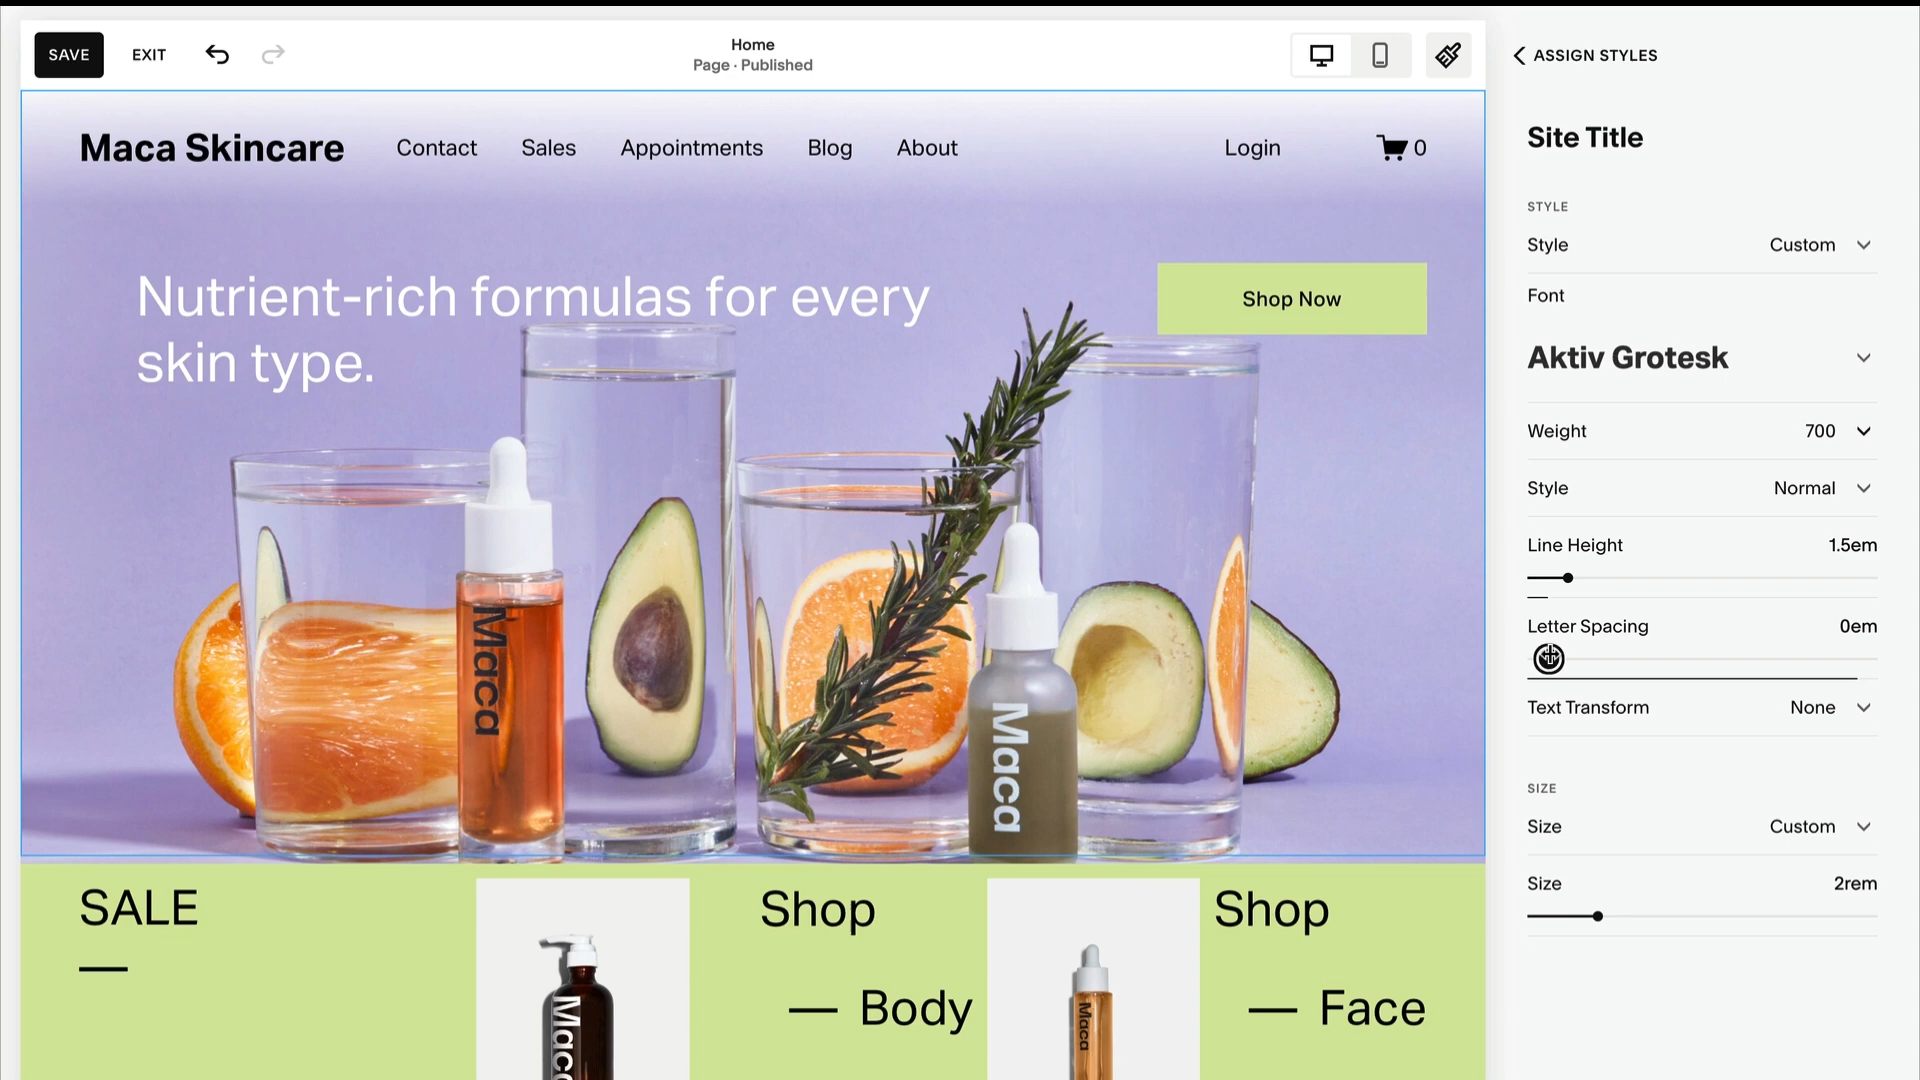 SAVE
EXIT
Home
Page · Published
ASSIGN STYLES
Maca Skincare
Contact
Sales
Appointments
Blog
About
Login
0
Nutrient-rich formulas for every
skin type.
Shop Now
Maca
Maca
SALE
—
Shop
— Body
Shop
— Face
Maca
Maca
Site Title
STYLE
Style Custom
Font
Aktiv Grotesk
Weight 700
Style Normal
Line Height 1.5em
Letter Spacing 0em
Text Transform None
SIZE
Size Custom
Size 2rem